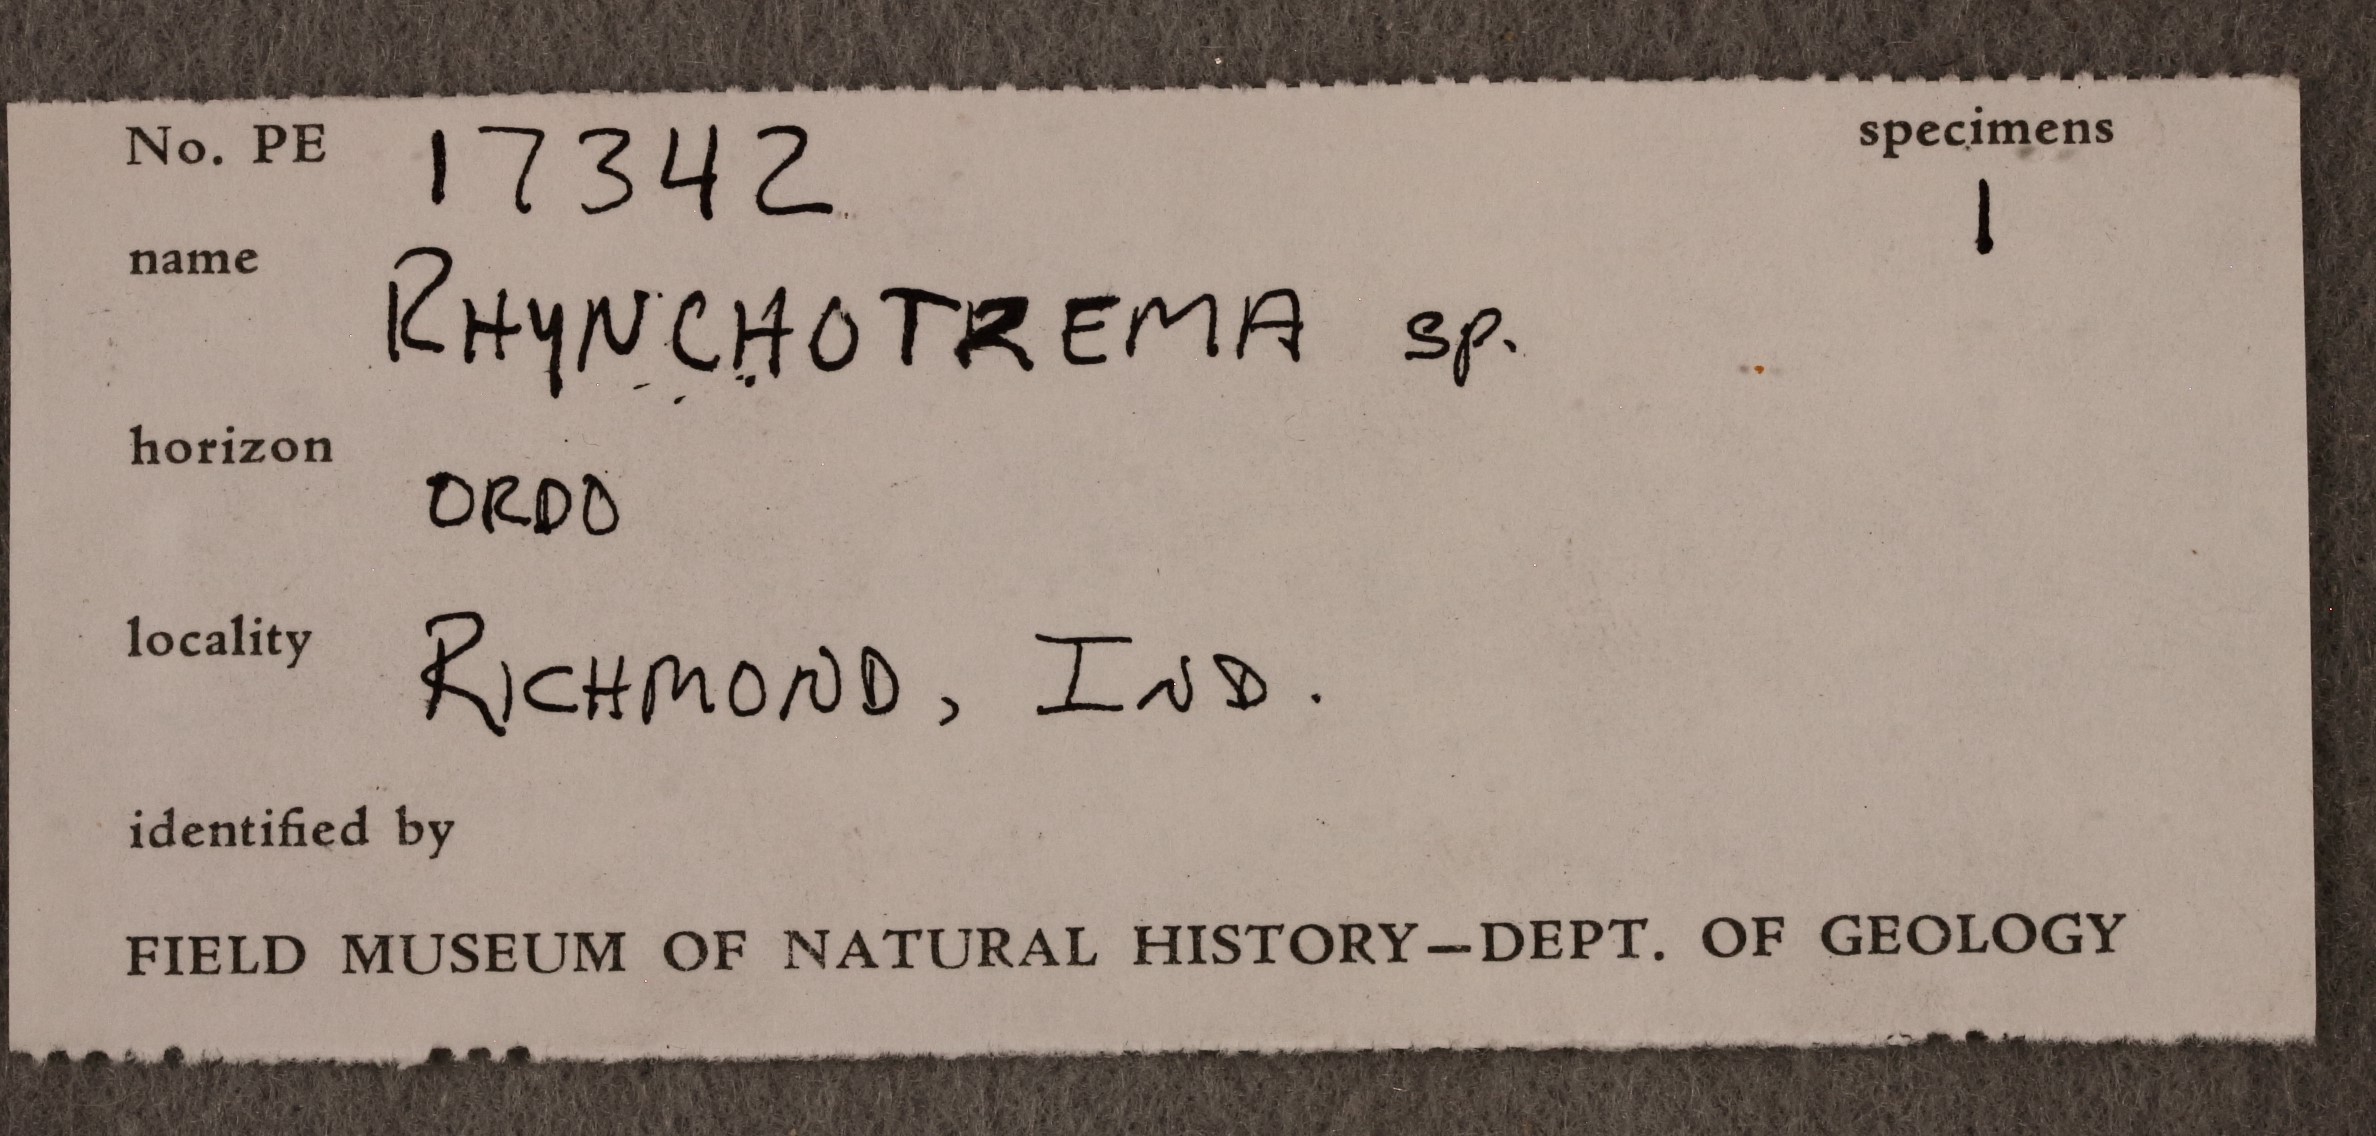 No. PE 17342 specimens
1
name RHYNCHOTREMA sp.
horizon ORDO
locality RICHMOND, IND.
identified by
FIELD MUSEUM OF NATURAL HISTORY—DEPT. OF GEOLOGY